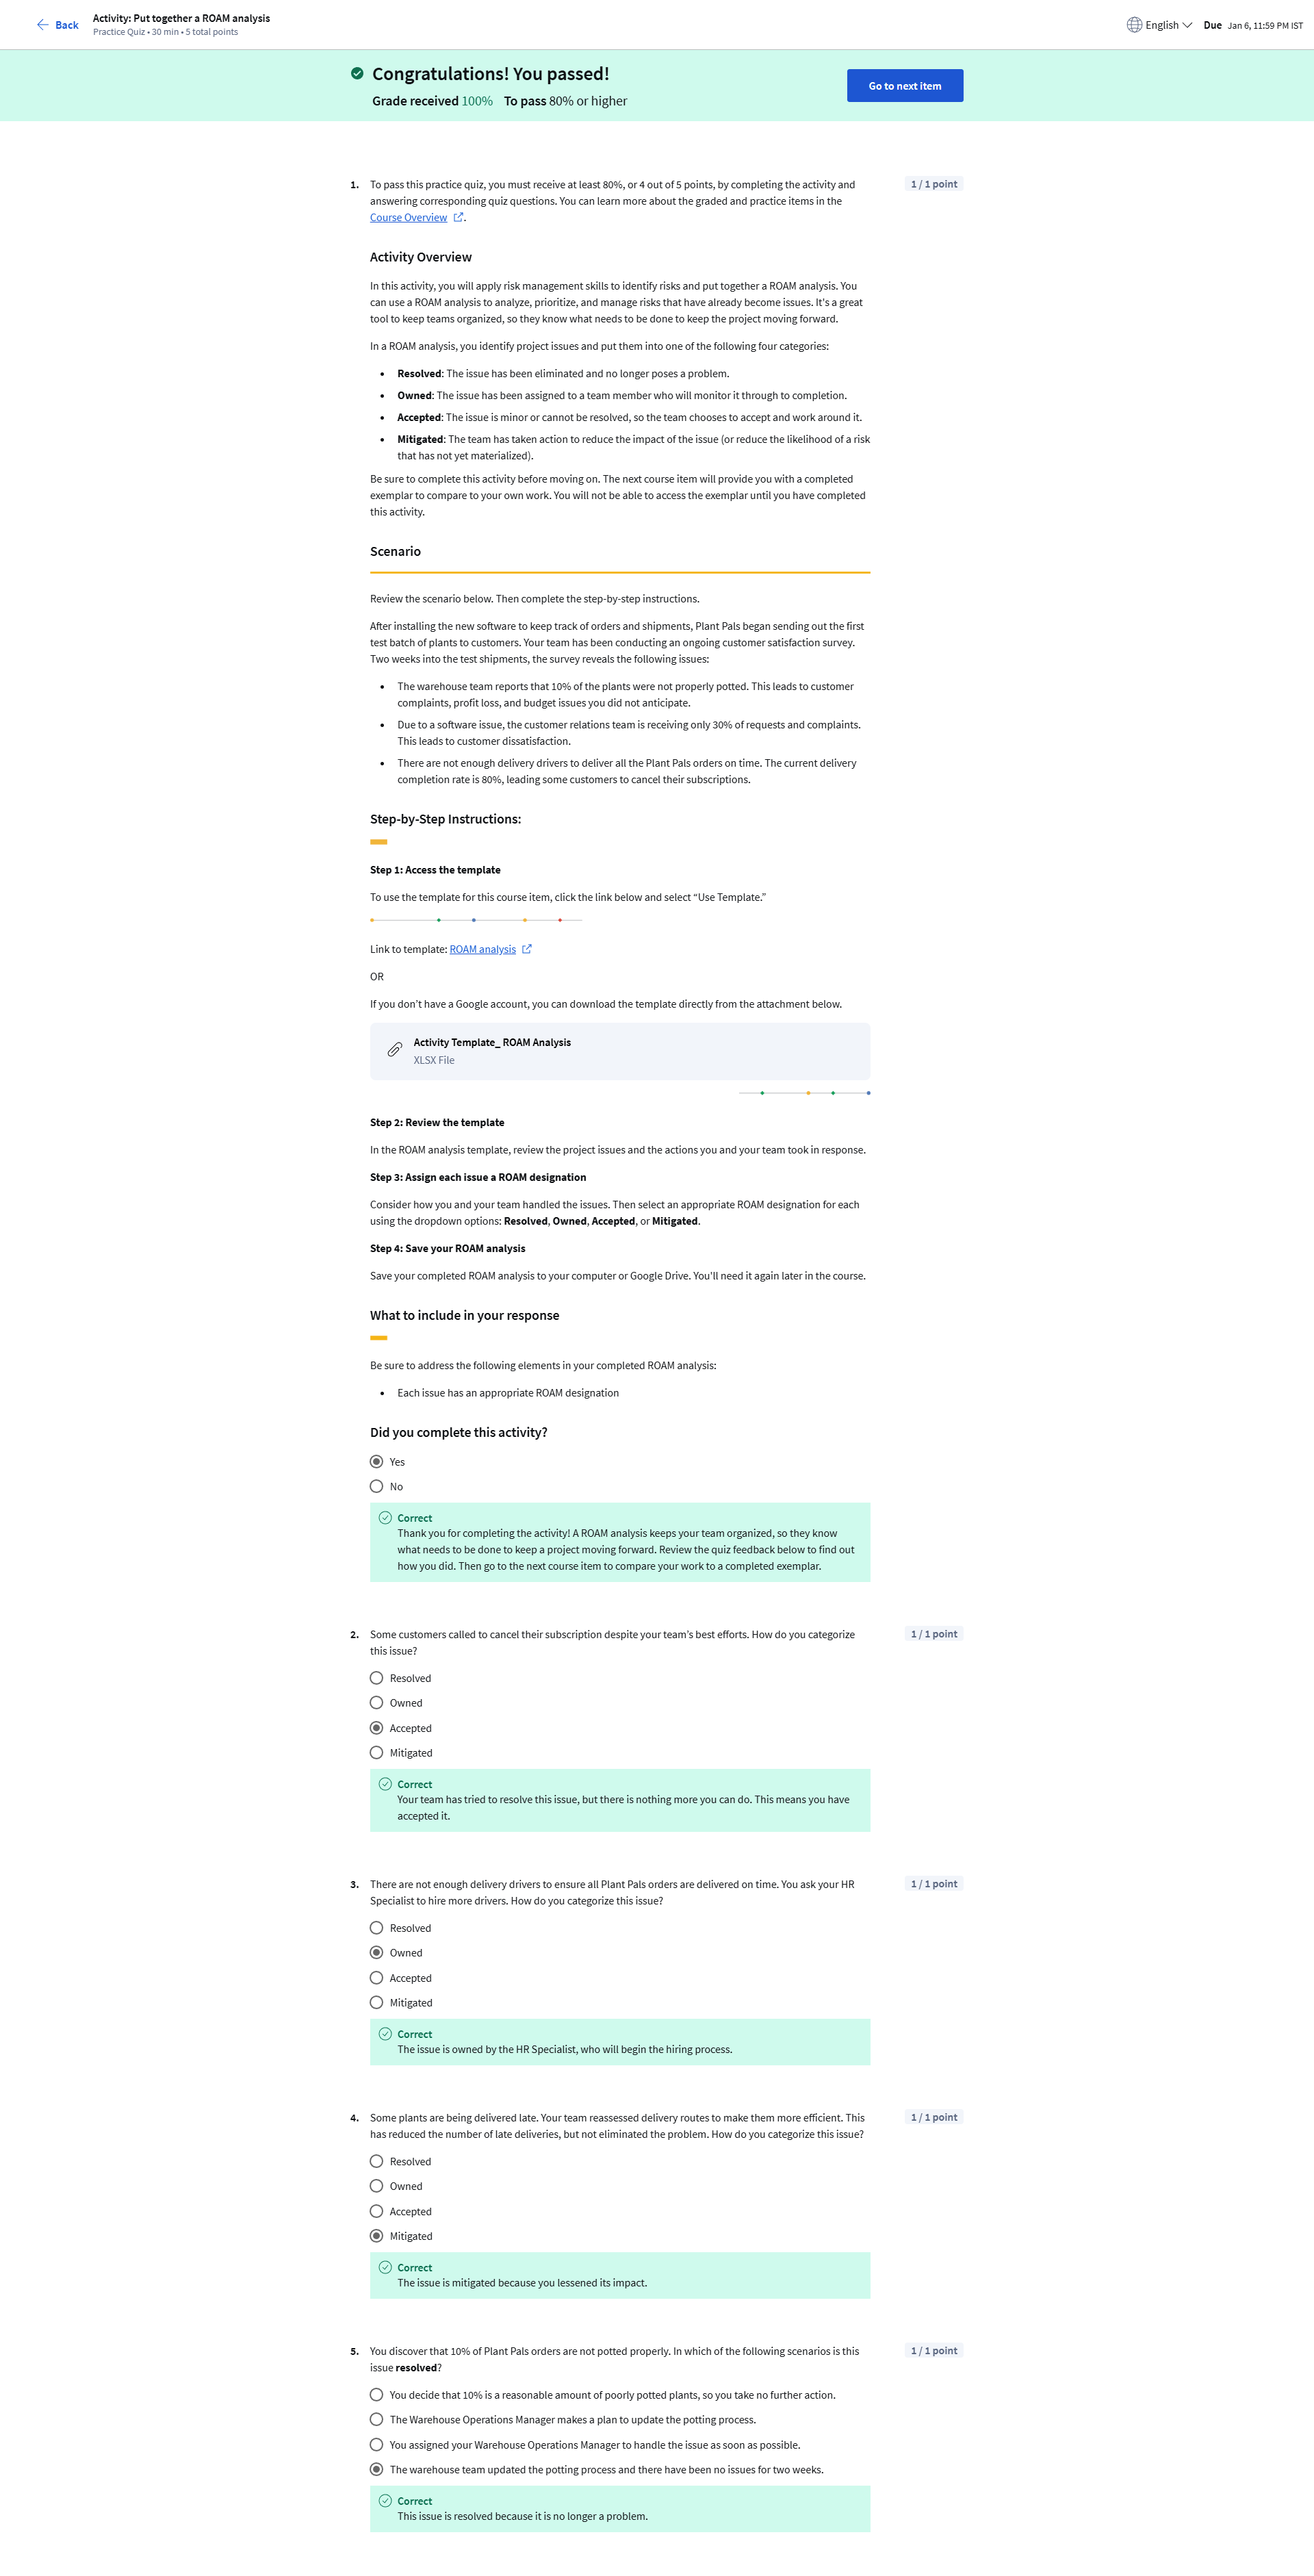 Back
Activity: Put together a ROAM analysis
Practice Quiz • 30 min • 5 total points
English
Due Jan 6, 11:59 PM IST
Congratulations! You passed!
Grade received 100% To pass 80% or higher
Go to next item
1. To pass this practice quiz, you must receive at least 80%, or 4 out of 5 points, by completing the activity and
answering corresponding quiz questions. You can learn more about the graded and practice items in the
Course Overview .
1 / 1 point
Activity Overview
In this activity, you will apply risk management skills to identify risks and put together a ROAM analysis. You
can use a ROAM analysis to analyze, prioritize, and manage risks that have already become issues. It's a great
tool to keep teams organized, so they know what needs to be done to keep the project moving forward.
In a ROAM analysis, you identify project issues and put them into one of the following four categories:
• Resolved: The issue has been eliminated and no longer poses a problem.
• Owned: The issue has been assigned to a team member who will monitor it through to completion.
• Accepted: The issue is minor or cannot be resolved, so the team chooses to accept and work around it.
• Mitigated: The team has taken action to reduce the impact of the issue (or reduce the likelihood of a risk
that has not yet materialized).
Be sure to complete this activity before moving on. The next course item will provide you with a completed
exemplar to compare to your own work. You will not be able to access the exemplar until you have completed
this activity.
Scenario
Review the scenario below. Then complete the step-by-step instructions.
After installing the new software to keep track of orders and shipments, Plant Pals began sending out the first
test batch of plants to customers. Your team has been conducting an ongoing customer satisfaction survey.
Two weeks into the test shipments, the survey reveals the following issues:
• The warehouse team reports that 10% of the plants were not properly potted. This leads to customer
complaints, profit loss, and budget issues you did not anticipate.
• Due to a software issue, the customer relations team is receiving only 30% of requests and complaints.
This leads to customer dissatisfaction.
• There are not enough delivery drivers to deliver all the Plant Pals orders on time. The current delivery
completion rate is 80%, leading some customers to cancel their subscriptions.
Step-by-Step Instructions:
Step 1: Access the template
To use the template for this course item, click the link below and select “Use Template.”
Link to template: ROAM analysis
OR
If you don’t have a Google account, you can download the template directly from the attachment below.
Activity Template_ ROAM Analysis
XLSX File
Step 2: Review the template
In the ROAM analysis template, review the project issues and the actions you and your team took in response.
Step 3: Assign each issue a ROAM designation
Consider how you and your team handled the issues. Then select an appropriate ROAM designation for each
using the dropdown options: Resolved, Owned, Accepted, or Mitigated.
Step 4: Save your ROAM analysis
Save your completed ROAM analysis to your computer or Google Drive. You'll need it again later in the course.
What to include in your response
Be sure to address the following elements in your completed ROAM analysis:
• Each issue has an appropriate ROAM designation
Did you complete this activity?
Yes
No
Correct
Thank you for completing the activity! A ROAM analysis keeps your team organized, so they know
what needs to be done to keep a project moving forward. Review the quiz feedback below to find out
how you did. Then go to the next course item to compare your work to a completed exemplar.
2. Some customers called to cancel their subscription despite your team’s best efforts. How do you categorize
this issue?
1 / 1 point
Resolved
Owned
Accepted
Mitigated
Correct
Your team has tried to resolve this issue, but there is nothing more you can do. This means you have
accepted it.
3. There are not enough delivery drivers to ensure all Plant Pals orders are delivered on time. You ask your HR
Specialist to hire more drivers. How do you categorize this issue?
1 / 1 point
Resolved
Owned
Accepted
Mitigated
Correct
The issue is owned by the HR Specialist, who will begin the hiring process.
4. Some plants are being delivered late. Your team reassessed delivery routes to make them more efficient. This
has reduced the number of late deliveries, but not eliminated the problem. How do you categorize this issue?
1 / 1 point
Resolved
Owned
Accepted
Mitigated
Correct
The issue is mitigated because you lessened its impact.
5. You discover that 10% of Plant Pals orders are not potted properly. In which of the following scenarios is this
issue resolved?
1 / 1 point
You decide that 10% is a reasonable amount of poorly potted plants, so you take no further action.
The Warehouse Operations Manager makes a plan to update the potting process.
You assigned your Warehouse Operations Manager to handle the issue as soon as possible.
The warehouse team updated the potting process and there have been no issues for two weeks.
Correct
This issue is resolved because it is no longer a problem.